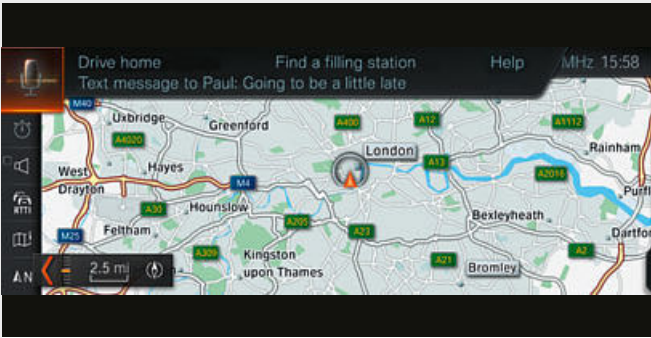 Drive home Find a filling station Help MHz 15:58
Text message to Paul: Going to be a little late
M40
Uxbridge
Greenford
A400
A12
A1112
A4020
London
Rainham
West Drayton
Hayes
M4
A13
A2016
RTTI
A30
Hounslow
A205
Bexleyheath
M25
Feltham
A23
A309
Kingston upon Thames
A2
A21
Bromley
2.5 mi